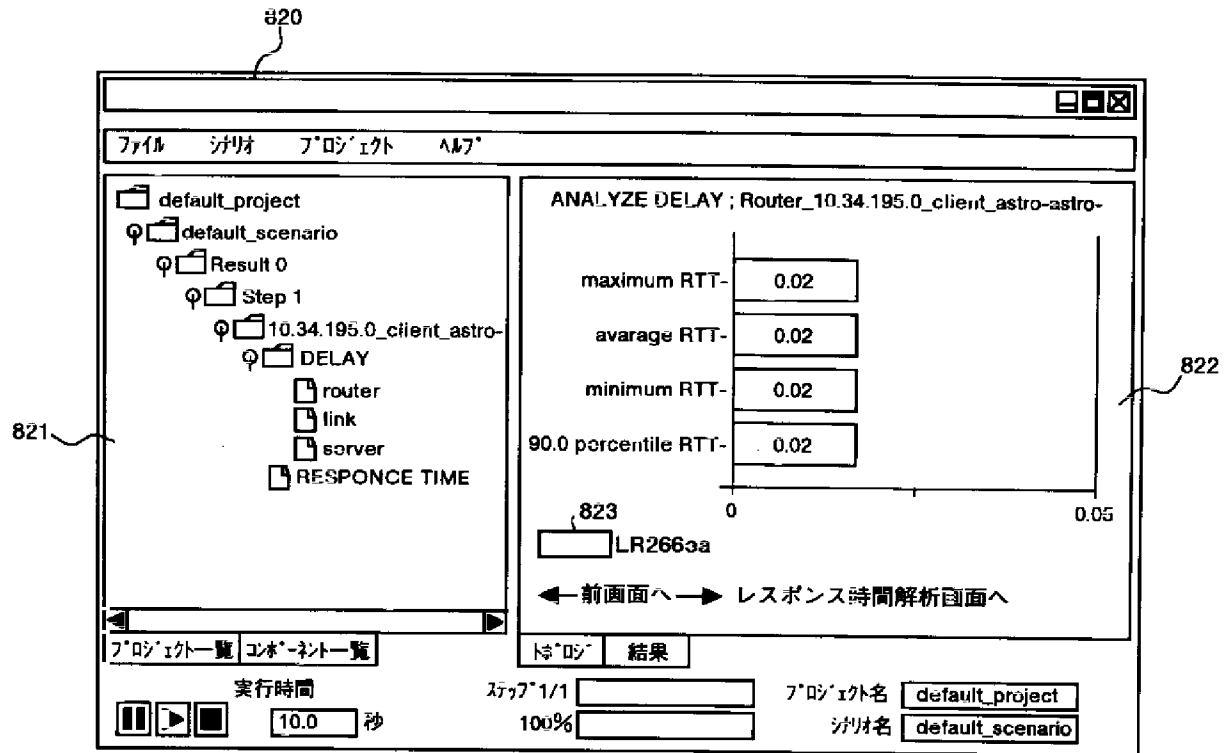 820
ﾌｧｲﾙ ｼﾅﾘｵ ﾌﾟﾛｼﾞｪｸﾄ ﾍﾙﾌﾟ
default_project
default_scenario
Result 0
Step 1
10.34.195.0_client_astro-
DELAY
router
link
server
RESPONCE TIME
821
ANALYZE DELAY ; Router_10.34.195.0_client_astro-astro-
maximum RTT- 0.02
avarage RTT- 0.02
minimum RTT- 0.02
90.0 percentile RTT- 0.02
0 0.05
822
823
前画面へ レスポンス時間解析画面へ
ﾌﾟﾛｼﾞｪｸﾄ一覧 ｺﾝﾎﾟｰﾈﾝﾄ一覧
ﾄﾎﾟﾛｼﾞ 結果
実行時間
10.0 秒
ｽﾃｯﾌﾟ1/1
100%
ﾌﾟﾛｼﾞｪｸﾄ名 default_project
ｼﾅﾘｵ名 default_scenario